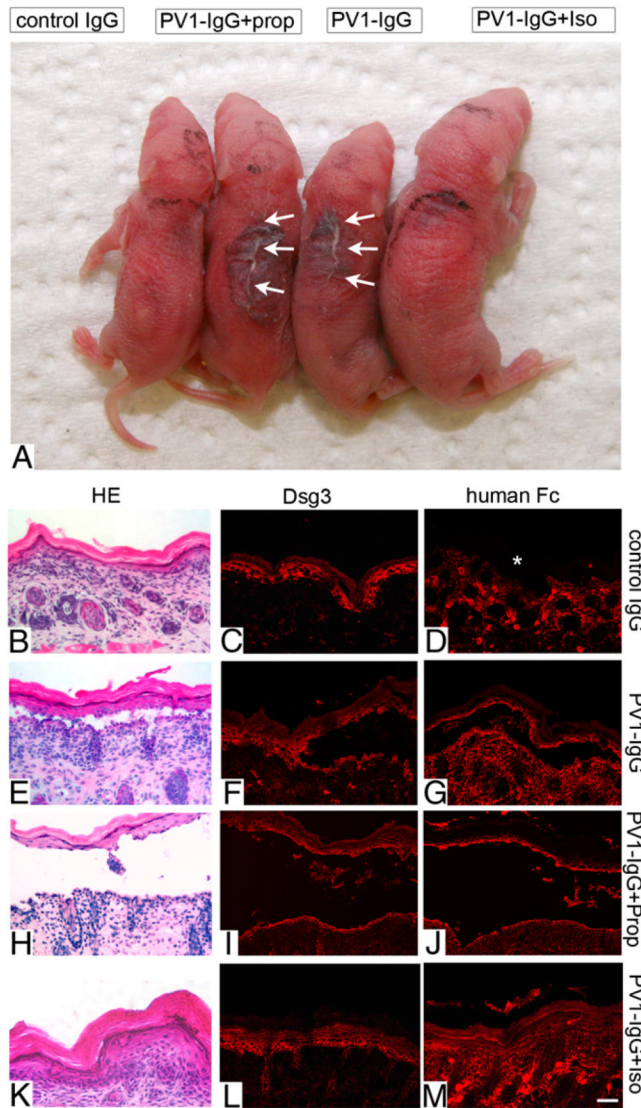 control IgG PV1-IgG+prop PV1-IgG PV1-IgG+Iso
A
HE Dsg3 human Fc
B C D * control IgG
E F G PV1-IgG
H I J PV1-IgG+Prop
K L M PV1-IgG+Iso